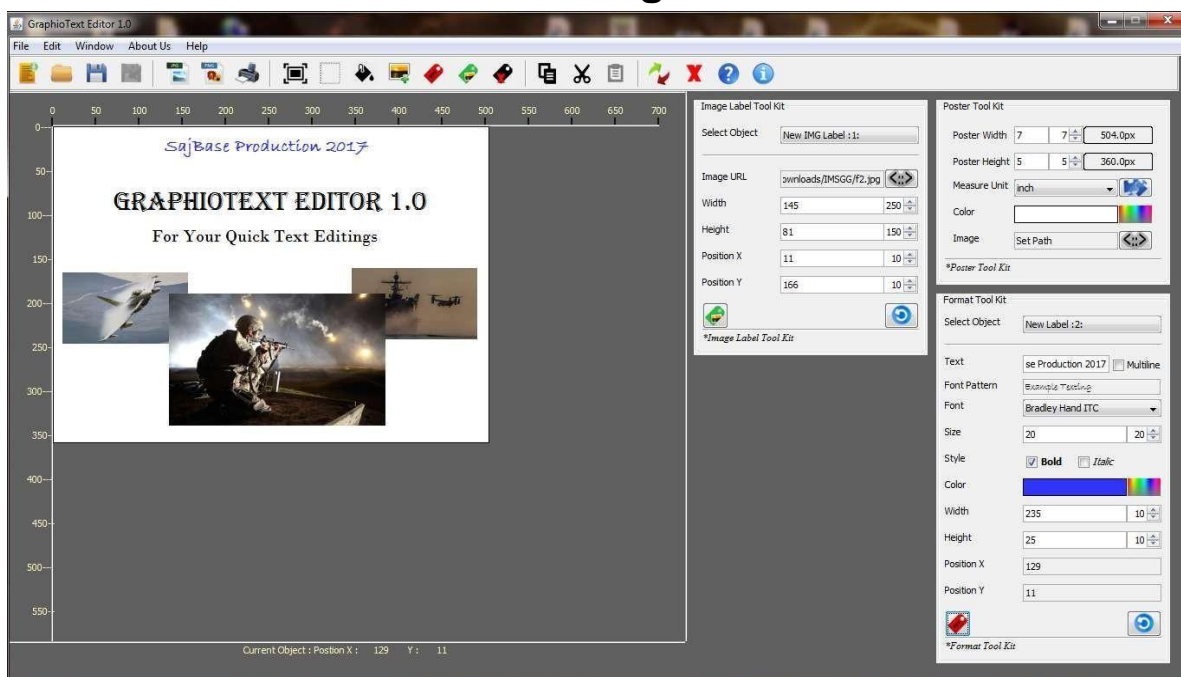 GraphioText Editor 1.0
File Edit Window About Us Help
0 50 100 150 200 250 300 350 400 450 500 550 600 650 700
0
50
100
150
200
250
300
350
400
450
500
550
SajBase Production 2017
GRAPHIOTEXT EDITOR 1.0
For Your Quick Text Editings
Current Object : Postion X : 129 Y : 11
Image Label Tool Kit
Select Object New IMG Label :1:
Image URL ownloads/IMSGG/f2.jpg
Width 145 250
Height 81 150
Position X 11 10
Position Y 166 10
*Image Label Tool Kit
Poster Tool Kit
Poster Width 7 7 504.0px
Poster Height 5 5 360.0px
Measure Unit inch
Color
Image Set Path
*Poster Tool Kit
Format Tool Kit
Select Object New Label :2:
Text se Production 2017 Multiline
Font Pattern Example Texting
Font Bradley Hand ITC
Size 20 20
Style Bold Italic
Color
Width 235 10
Height 25 10
Position X 129
Position Y 11
*Format Tool Kit